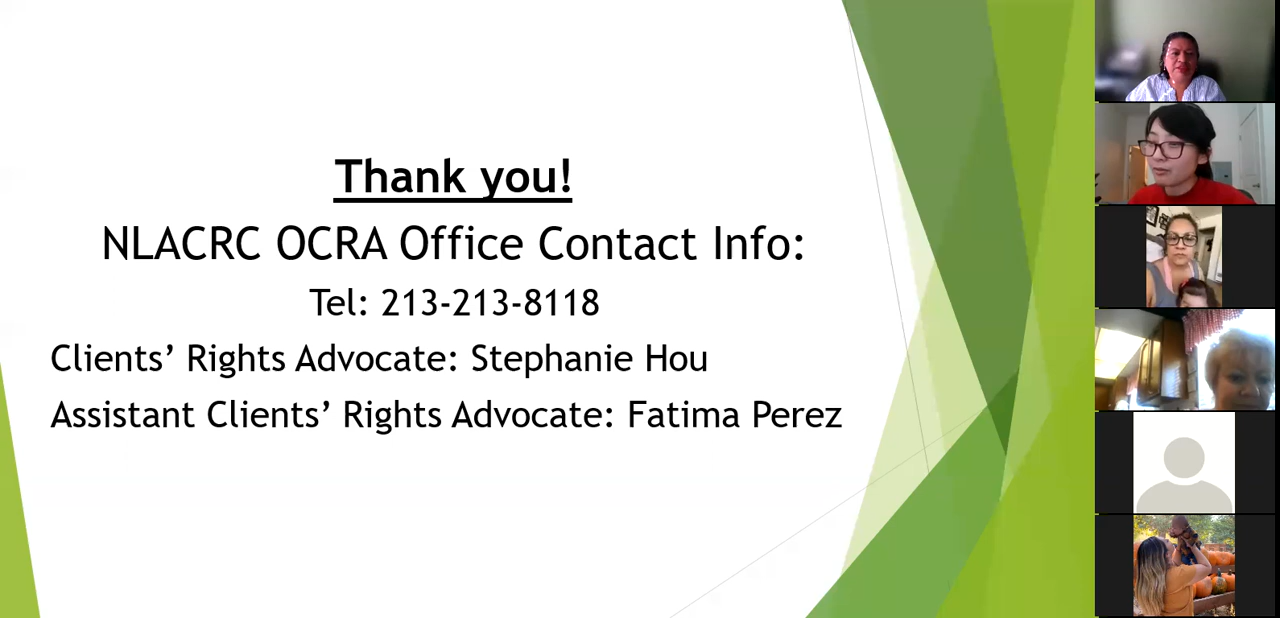 Thank you!
NLACRC OCRA Office Contact Info:
Tel: 213-213-8118
Clients’ Rights Advocate: Stephanie Hou
Assistant Clients’ Rights Advocate: Fatima Perez